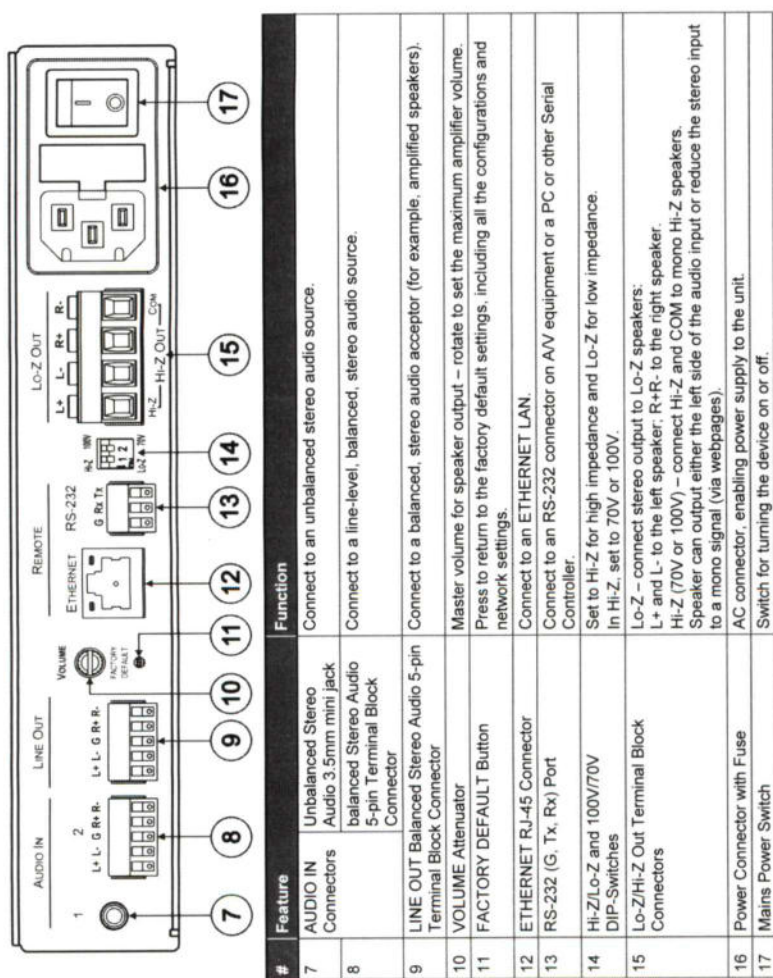 AUDIO IN
LINE OUT
REMOTE
LO-Z OUT
1
2
VOLUME
ETHERNET
RS-232
L+ L- G R+ R-
L+ L- G R+ R-
FACTORY
DEFAULT
G Rx Tx
Hi-Z 100V
1 2
Lo-Z 70V
L+ L- R+ R-
HI-Z
HI-Z OUT
COM
7
8
9
10
11
12
13
14
15
16
17
# Feature Function
7 AUDIO IN Connectors Unbalanced Stereo Connect to an unbalanced stereo audio source.
Audio 3.5mm mini jack
8 balanced Stereo Audio Connect to a line-level, balanced, stereo audio source.
5-pin Terminal Block
Connector
9 LINE OUT Balanced Stereo Audio 5-pin Connect to a balanced, stereo audio acceptor (for example, amplified speakers).
Terminal Block Connector
10 VOLUME Attenuator Master volume for speaker output – rotate to set the maximum amplifier volume.
11 FACTORY DEFAULT Button Press to return to the factory default settings, including all the configurations and
network settings.
12 ETHERNET RJ-45 Connector Connect to an ETHERNET LAN.
13 RS-232 (G, Tx, Rx) Port Connect to an RS-232 connector on A/V equipment or a PC or other Serial
Controller.
14 Hi-Z/Lo-Z and 100V/70V Set to Hi-Z for high impedance and Lo-Z for low impedance.
DIP-Switches In Hi-Z, set to 70V or 100V.
15 Lo-Z/Hi-Z Out Terminal Block Lo-Z – connect stereo output to Lo-Z speakers:
Connectors L+ and L- to the left speaker; R+R- to the right speaker.
Hi-Z (70V or 100V) – connect Hi-Z and COM to mono Hi-Z speakers.
Speaker can output either the left side of the audio input or reduce the stereo input
to a mono signal (via webpages).
16 Power Connector with Fuse AC connector, enabling power supply to the unit.
17 Mains Power Switch Switch for turning the device on or off.